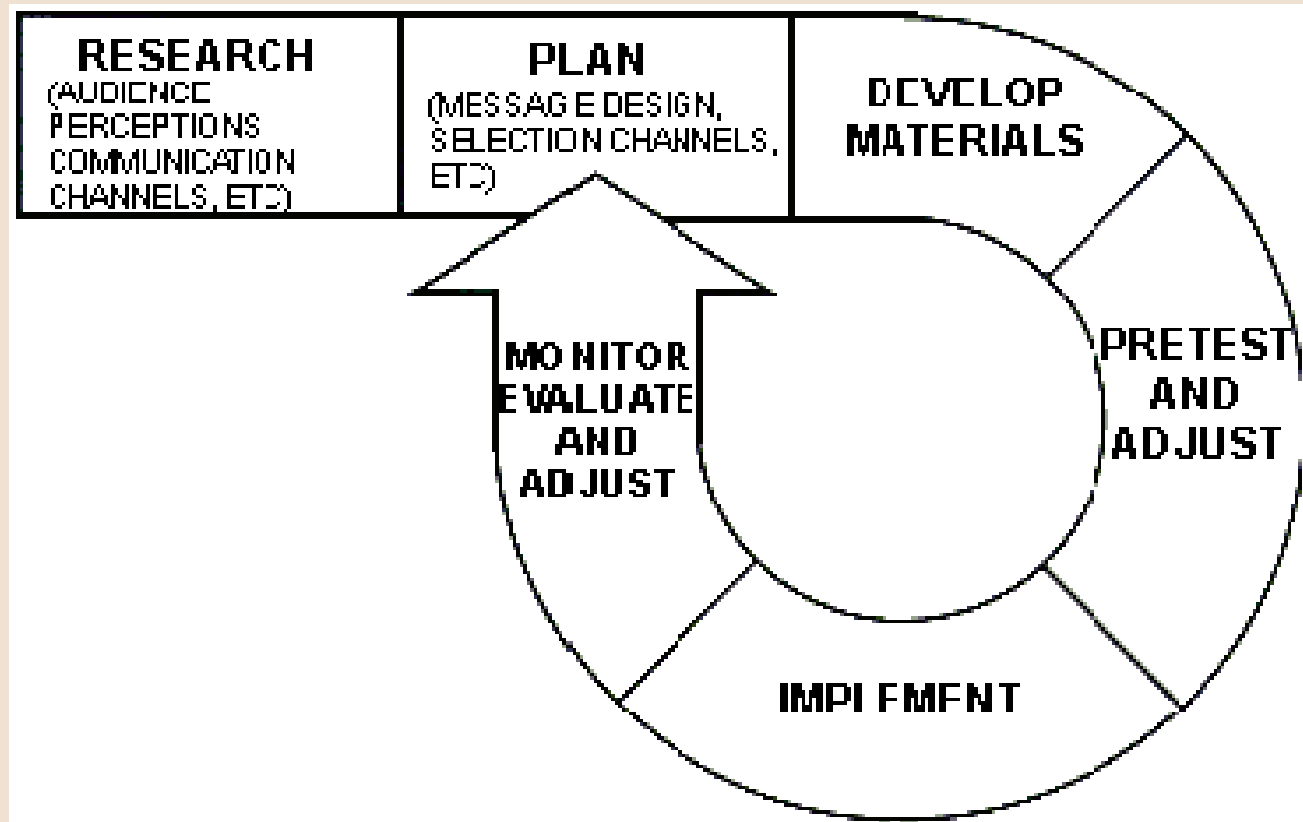 RESEARCH
(AUDIENCE
PERCEPTIONS
COMMUNICATION
CHANNELS, ETC)
PLAN
(MESSAGE DESIGN,
SELECTION CHANNELS,
ETC)
DEVELOP
MATERIALS
PRETEST
AND
ADJUST
IMPLEMENT
MONITOR
EVALUATE
AND
ADJUST